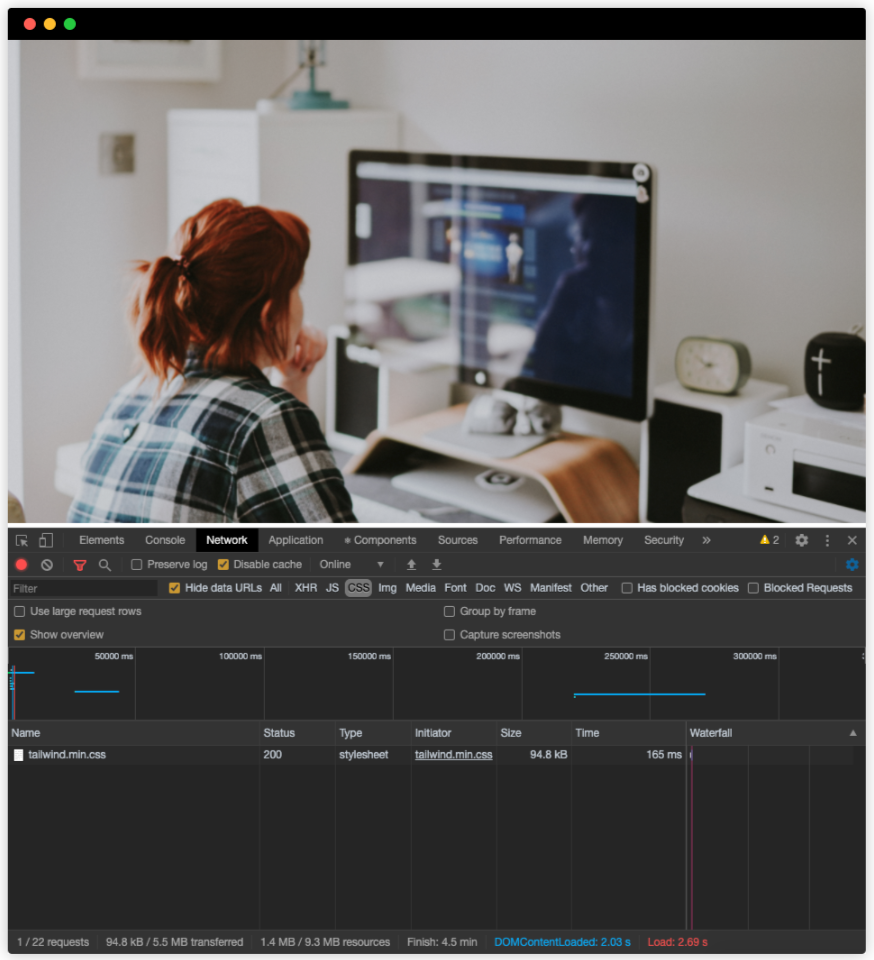 Elements Console Network Application Components Sources Performance Memory Security » 2
Preserve log Disable cache Online
Filter Hide data URLs All XHR JS CSS Img Media Font Doc WS Manifest Other Has blocked cookies Blocked Requests
Use large request rows Group by frame
Show overview Capture screenshots
50000 ms 100000 ms 150000 ms 200000 ms 250000 ms 300000 ms
Name Status Type Initiator Size Time Waterfall
tailwind.min.css 200 stylesheet tailwind.min.css 94.8 kB 165 ms
1 / 22 requests 94.8 kB / 5.5 MB transferred 1.4 MB / 9.3 MB resources Finish: 4.5 min DOMContentLoaded: 2.03 s Load: 2.69 s